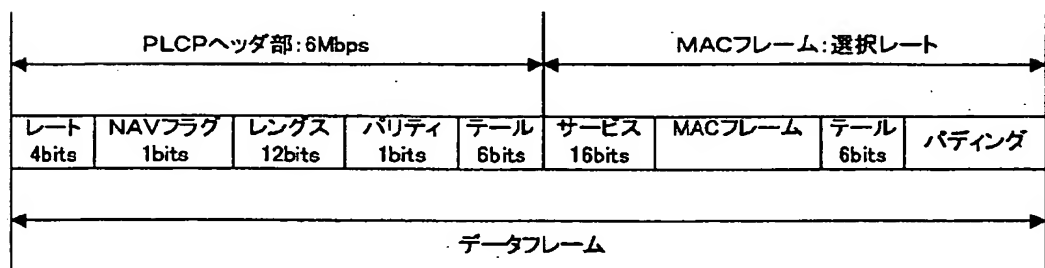 PLCPヘッダ部:6Mbps
MACフレーム:選択レート
レート
4bits
NAVフラグ
1bits
レングス
12bits
パリティ
1bits
テール
6bits
サービス
16bits
MACフレーム
テール
6bits
パディング
データフレーム